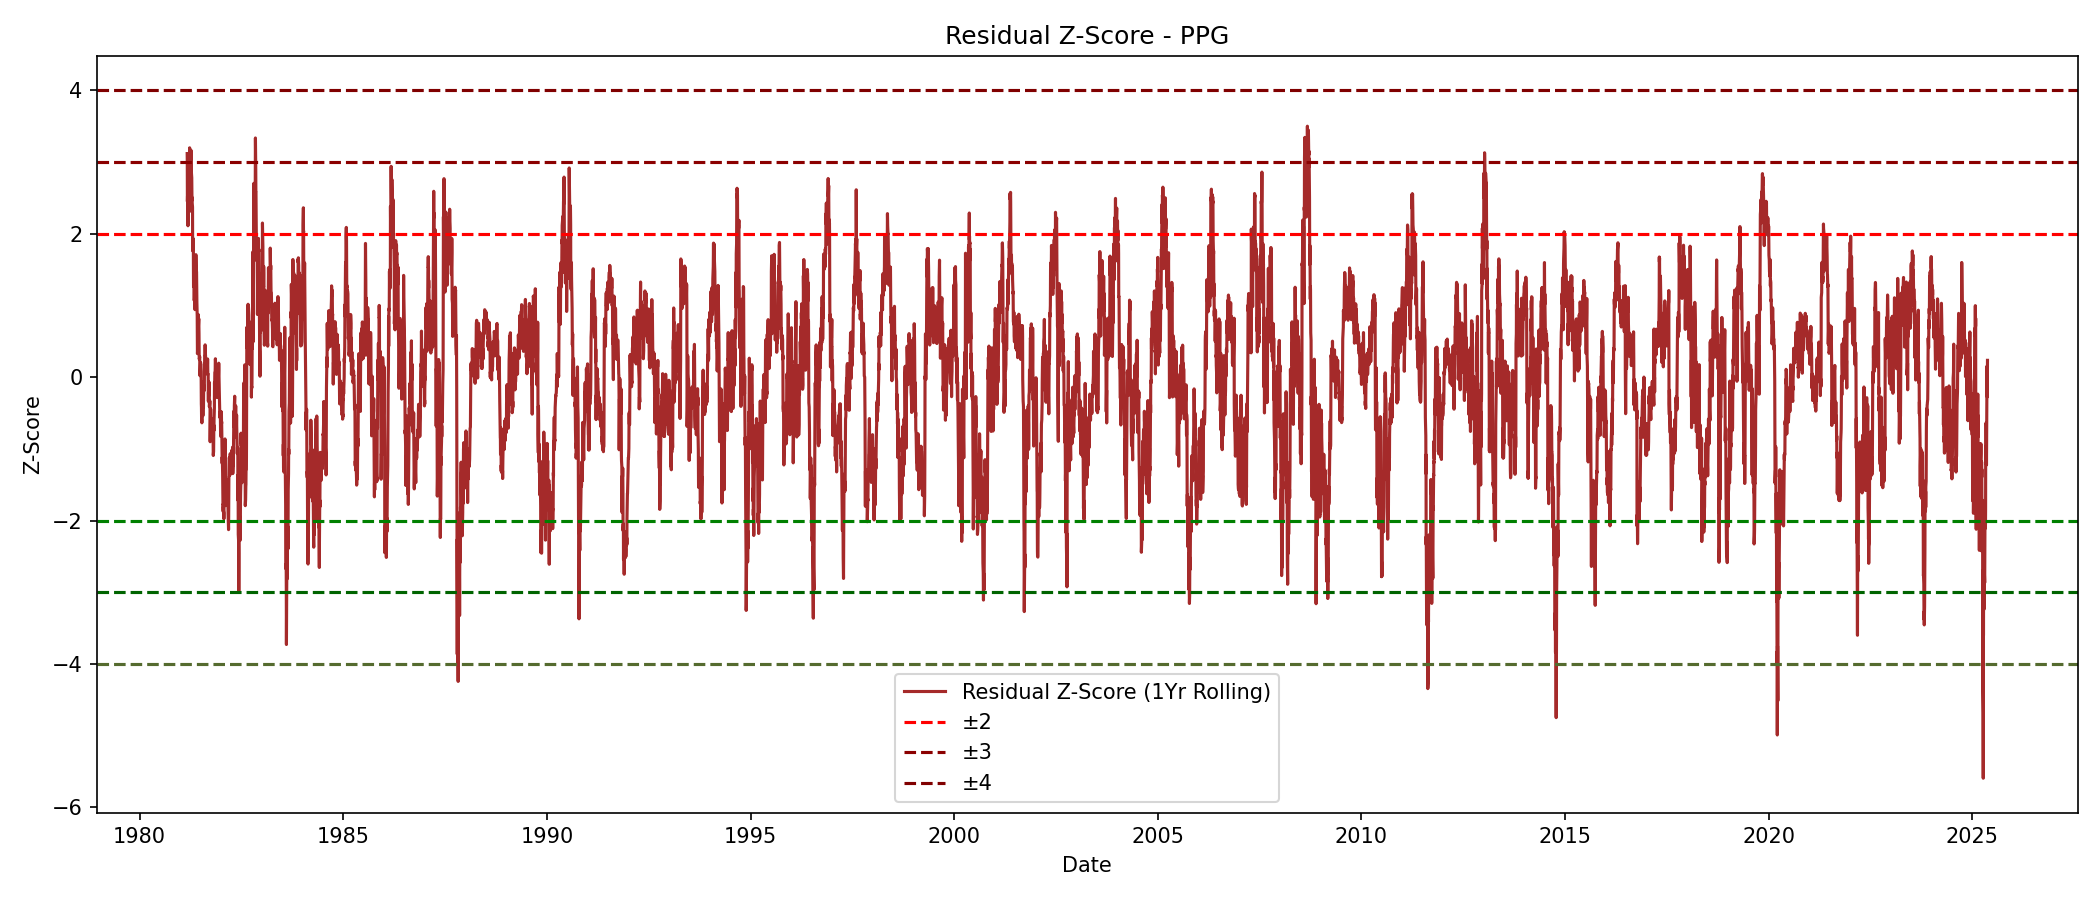 Residual Z-Score - PPG
4
2
0
−2
−4
−6
Z-Score
Residual Z-Score (1Yr Rolling)
±2
±3
±4
1980 1985 1990 1995 2000 2005 2010 2015 2020 2025
Date